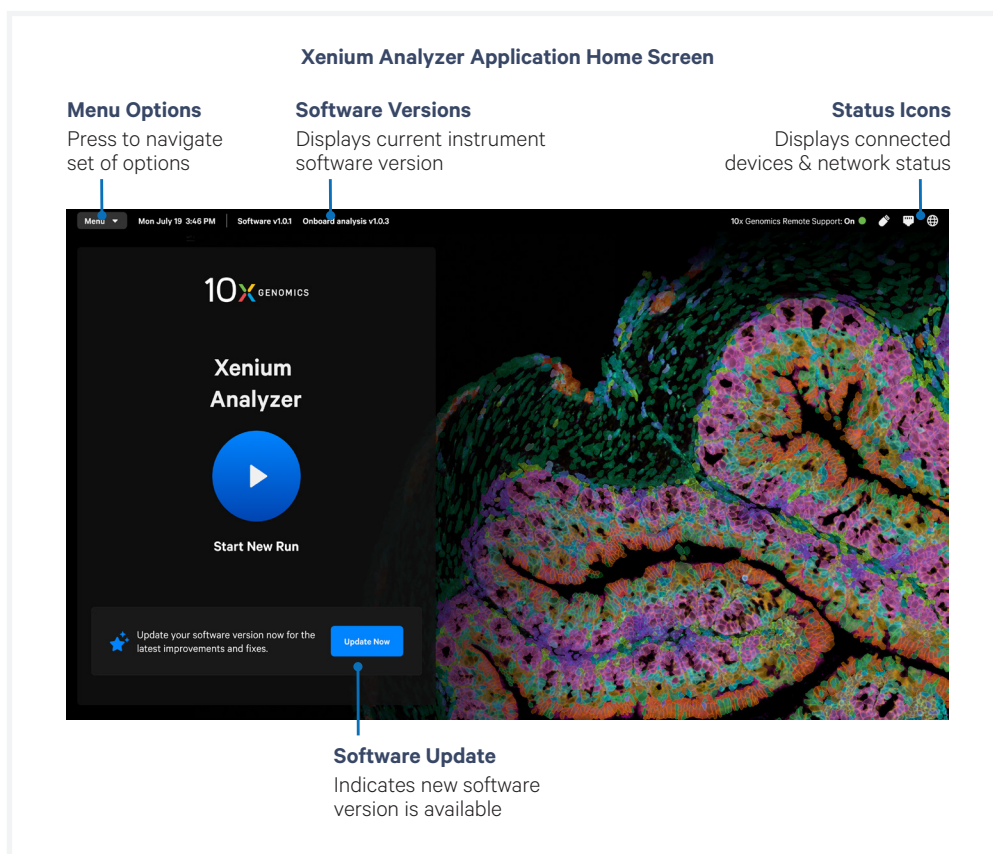 Xenium Analyzer Application Home Screen
Menu Options
Press to navigate
set of options
Software Versions
Displays current instrument
software version
Status Icons
Displays connected
devices & network status
Menu Mon July 19 3:46 PM Software v1.0.1 Onboard analysis v1.0.3 10x Genomics Remote Support: On
10X GENOMICS
Xenium
Analyzer
Start New Run
Update your software version now for the
latest improvements and fixes.
Update Now
Software Update
Indicates new software
version is available